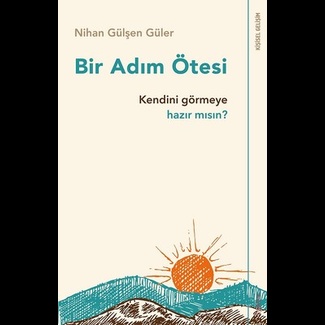 Nihan Gülşen Güler
KİŞİSEL GELİŞİM
Bir Adım Ötesi
Kendini görmeye
hazır mısın?